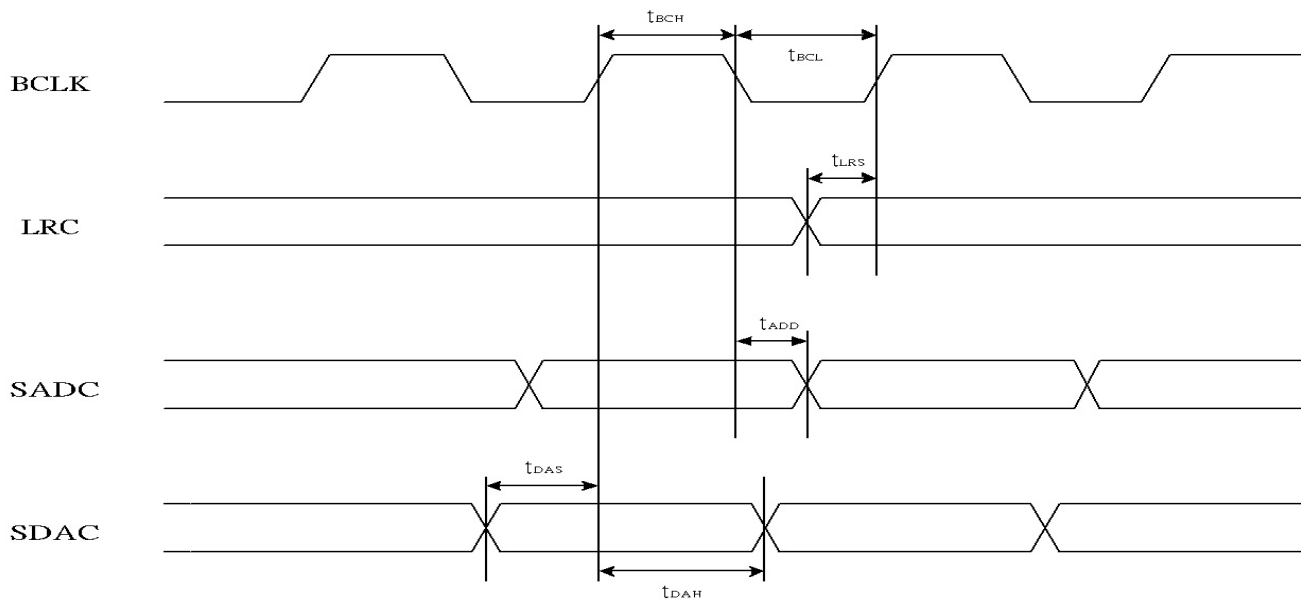 tBCH
tBCL
BCLK
tLRS
LRC
tADD
SADC
tDAS
SDAC
tDAH